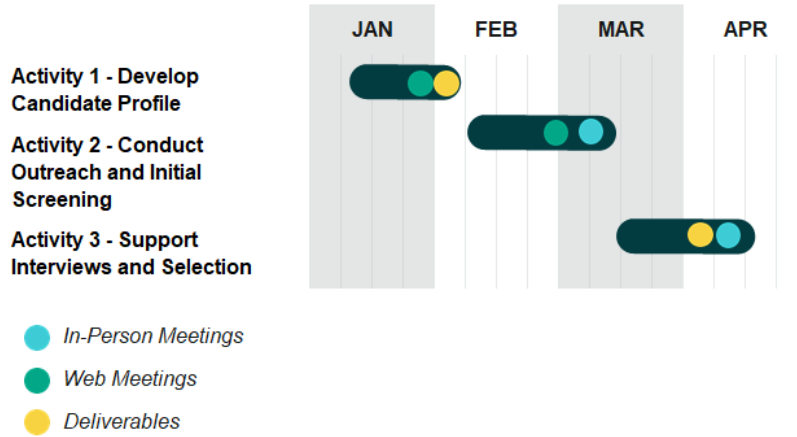 JAN FEB MAR APR
Activity 1 - Develop
Candidate Profile
Activity 2 - Conduct
Outreach and Initial
Screening
Activity 3 - Support
Interviews and Selection
In-Person Meetings
Web Meetings
Deliverables